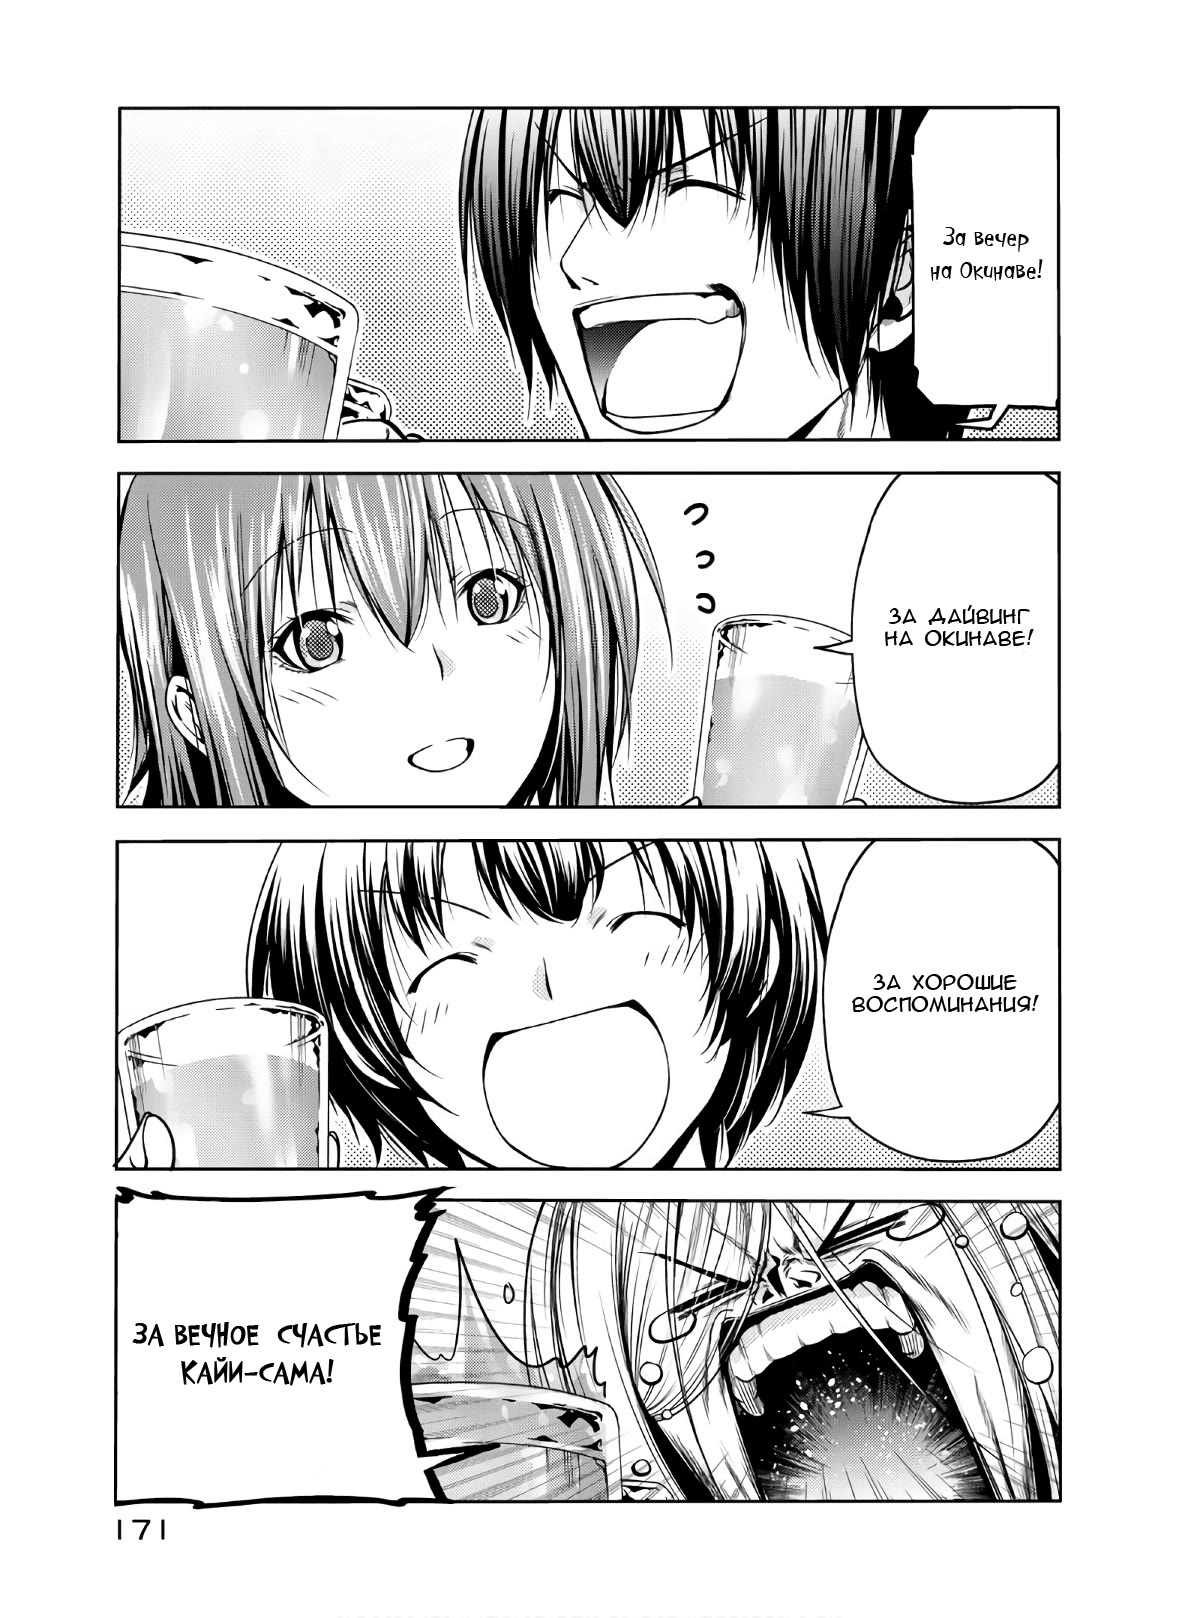 За вечер
на Окинаве!
ЗА ДАЙВИНГ
НА ОКИНАВЕ!
ЗА ХОРОШИЕ
ВОСПОМИНАНИЯ!
ЗА ВЕЧНОЕ СЧАСТЬЕ
КАЙИ-САМА!
171